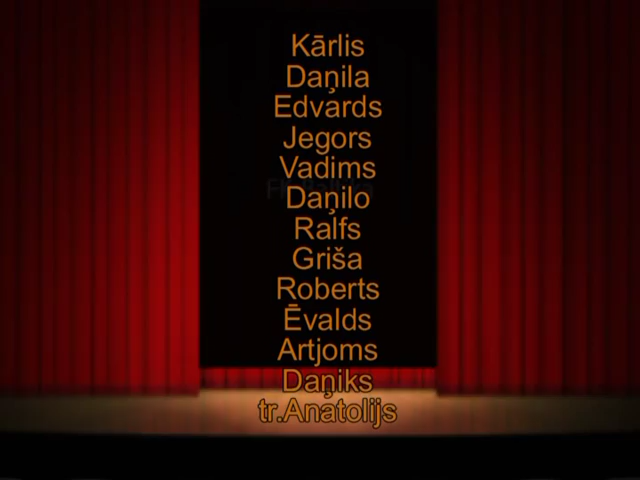 Kārlis
Daņila
Edvards
Jegors
Vadims
Daņilo
Ralfs
Griša
Roberts
Ēvalds
Artjoms
Daņiks
tr.Anatolijs